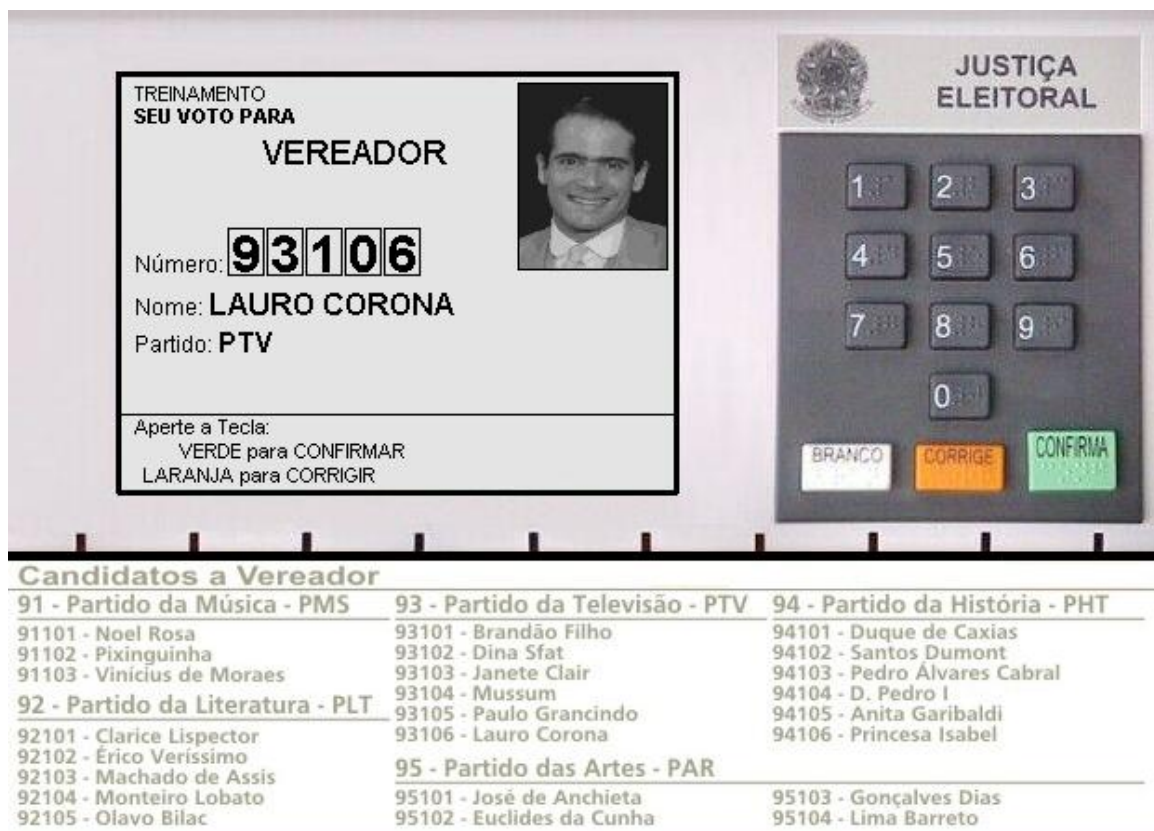 TREINAMENTO
SEU VOTO PARA
VEREADOR
Número: 93106
Nome: LAURO CORONA
Partido: PTV
Aperte a Tecla:
VERDE para CONFIRMAR
LARANJA para CORRIGIR
JUSTIÇA
ELEITORAL
1 2 3
4 5 6
7 8 9
0
BRANCO CORRIGE CONFIRMA
Candidatos a Vereador
91 - Partido da Música - PMS
91101 - Noel Rosa
91102 - Pixinguinha
91103 - Vinícius de Moraes
92 - Partido da Literatura - PLT
92101 - Clarice Lispector
92102 - Érico Veríssimo
92103 - Machado de Assis
92104 - Monteiro Lobato
92105 - Olavo Bilac
93 - Partido da Televisão - PTV
93101 - Brandão Filho
93102 - Dina Sfat
93103 - Janete Clair
93104 - Mussum
93105 - Paulo Grancindo
93106 - Lauro Corona
94 - Partido da História - PHT
94101 - Duque de Caxias
94102 - Santos Dumont
94103 - Pedro Álvares Cabral
94104 - D. Pedro I
94105 - Anita Garibaldi
94106 - Princesa Isabel
95 - Partido das Artes - PAR
95101 - José de Anchieta
95102 - Euclides da Cunha
95103 - Gonçalves Dias
95104 - Lima Barreto